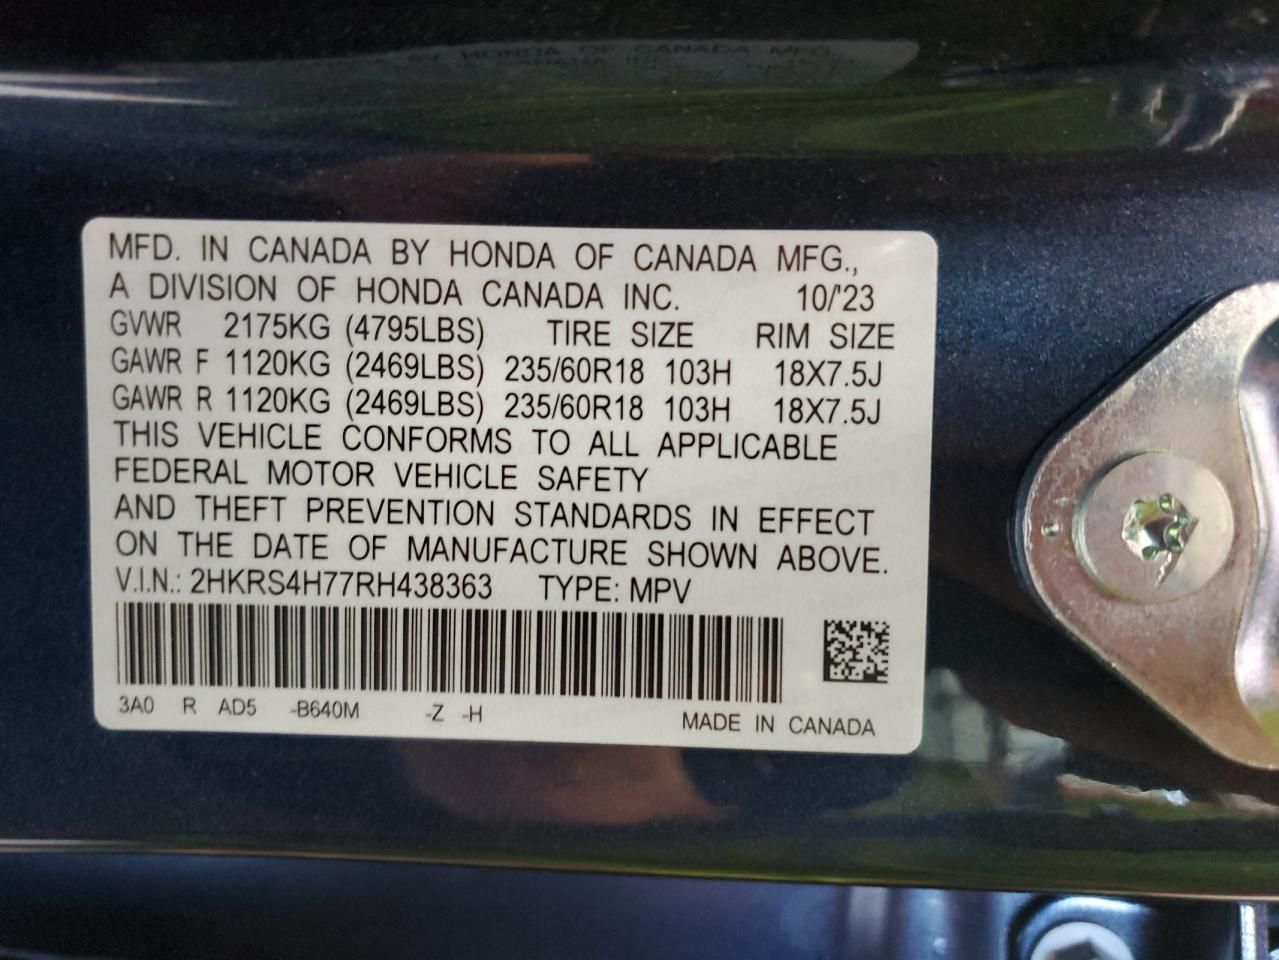 MFD. IN CANADA BY HONDA OF CANADA MFG.,
A DIVISION OF HONDA CANADA INC. 10/'23
GVWR 2175KG (4795LBS) TIRE SIZE RIM SIZE
GAWR F 1120KG (2469LBS) 235/60R18 103H 18X7.5J
GAWR R 1120KG (2469LBS) 235/60R18 103H 18X7.5J
THIS VEHICLE CONFORMS TO ALL APPLICABLE
FEDERAL MOTOR VEHICLE SAFETY
AND THEFT PREVENTION STANDARDS IN EFFECT
ON THE DATE OF MANUFACTURE SHOWN ABOVE.
V.I.N.: 2HKRS4H77RH438363 TYPE: MPV
3A0 R AD5 -B640M -Z -H MADE IN CANADA